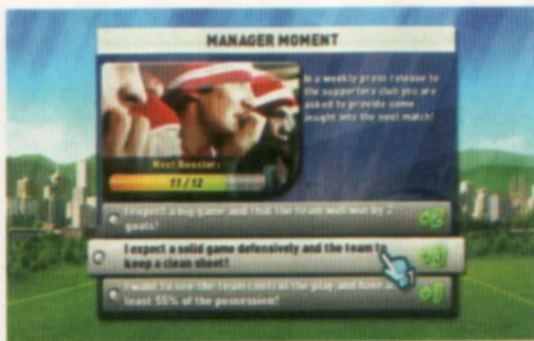 MANAGER MOMENT
In a weekly press release to
the supporters club you are
asked to provide some
insight into the next match!
Next Booster:
11 / 12
I expect a big game and that the team will win by 2
goals!
I expect a solid game defensively and the team to
keep a clean sheet!
I want to see the team control the play and have at
least 55% of the possession!
1